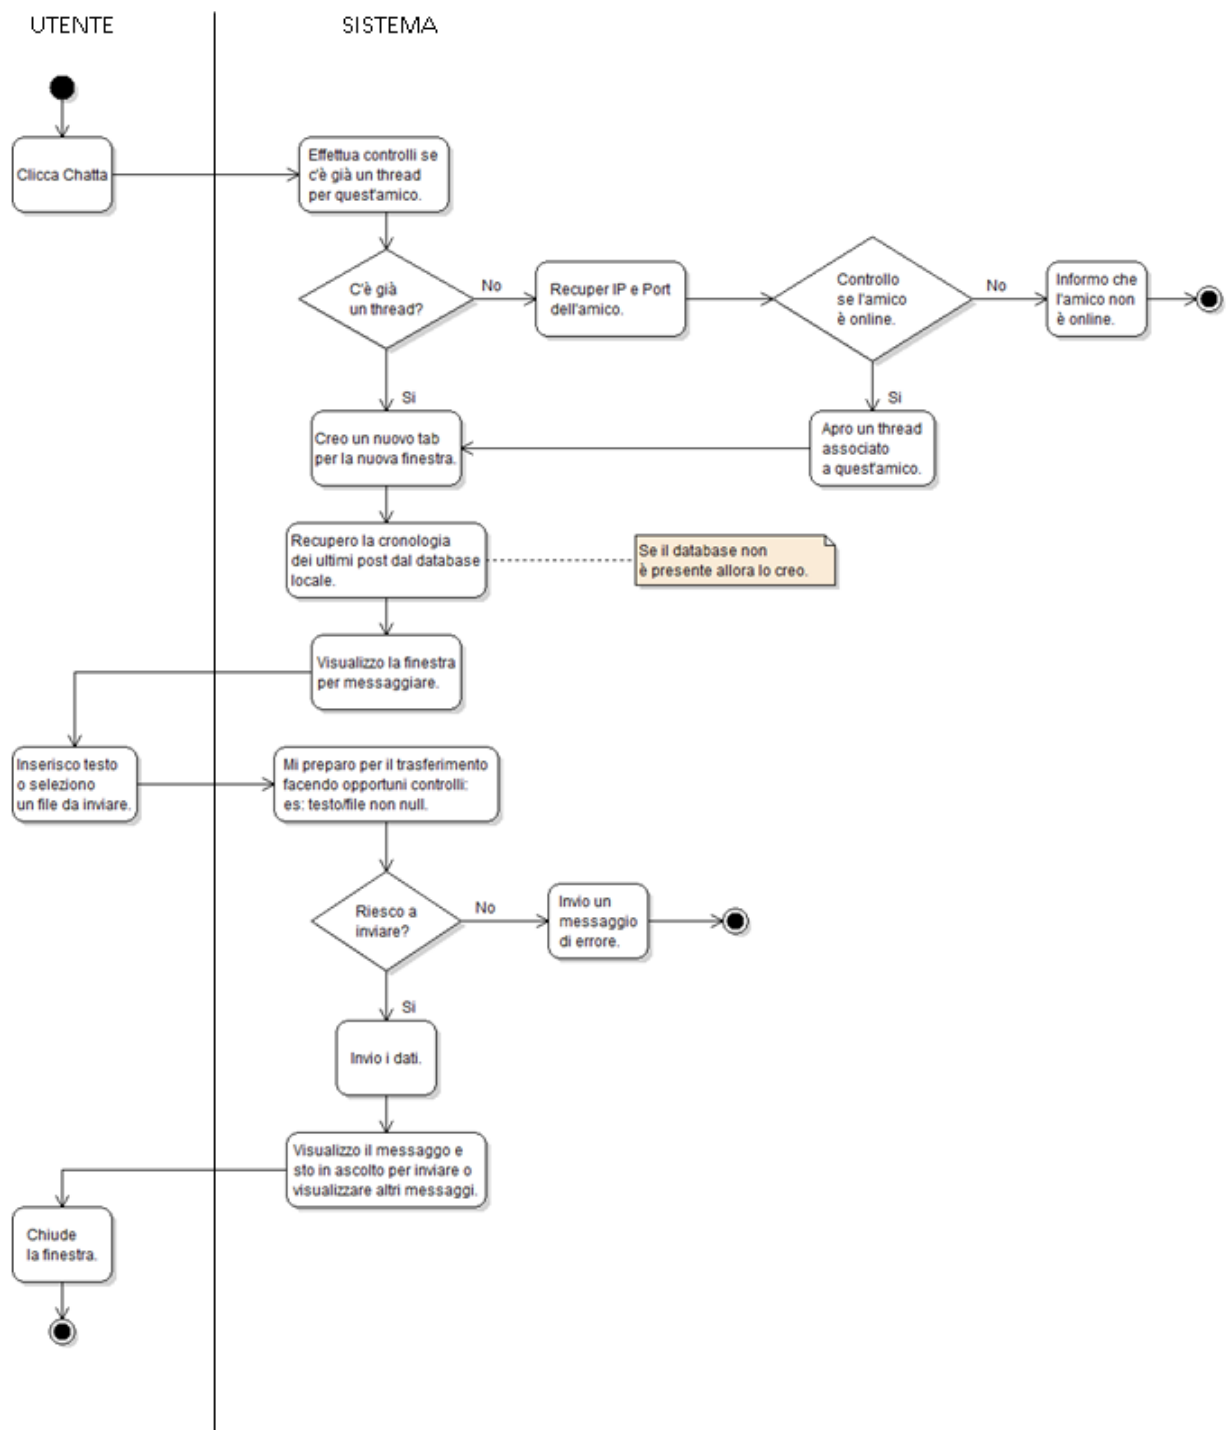 UTENTE
SISTEMA
Clicca Chatta
Effettua controlli se
c'è già un thread
per quest'amico.
C'è già
un thread?
No
Recuper IP e Port
dell'amico.
Controllo
se l'amico
è online.
No
Informo che
l'amico non
è online.
Si
Si
Creo un nuovo tab
per la nuova finestra.
Apro un thread
associato
a quest'amico.
Recupero la cronologia
dei ultimi post dal database
locale.
Se il database non
è presente allora lo creo.
Visualizzo la finestra
per messaggiare.
Inserisco testo
o seleziono
un file da inviare.
Mi preparo per il trasferimento
facendo opportuni controlli:
es: testo/file non null.
Riesco a
inviare?
No
Invio un
messaggio
di errore.
Si
Invio i dati.
Visualizzo il messaggo e
sto in ascolto per inviare o
visualizzare altri messaggi.
Chiude
la finestra.